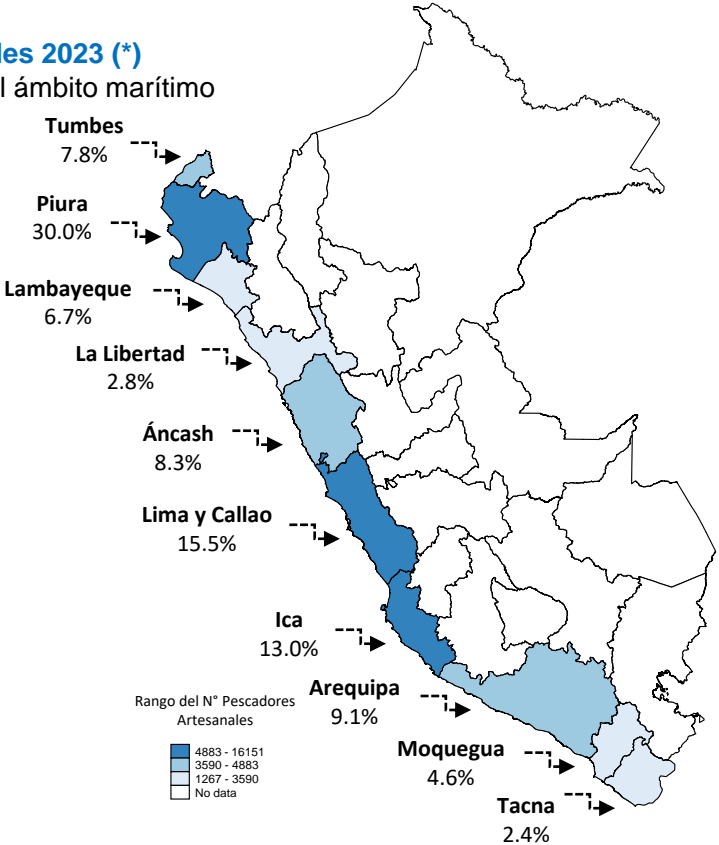 les 2023 (*)
l ámbito marítimo
Tumbes
7.8%
Piura
30.0%
Lambayeque
6.7%
La Libertad
2.8%
Áncash
8.3%
Lima y Callao
15.5%
Ica
13.0%
Arequipa
9.1%
Moquegua
4.6%
Tacna
2.4%
Rango del N° Pescadores
Artesanales
4883 - 16151
3590 - 4883
1267 - 3590
No data